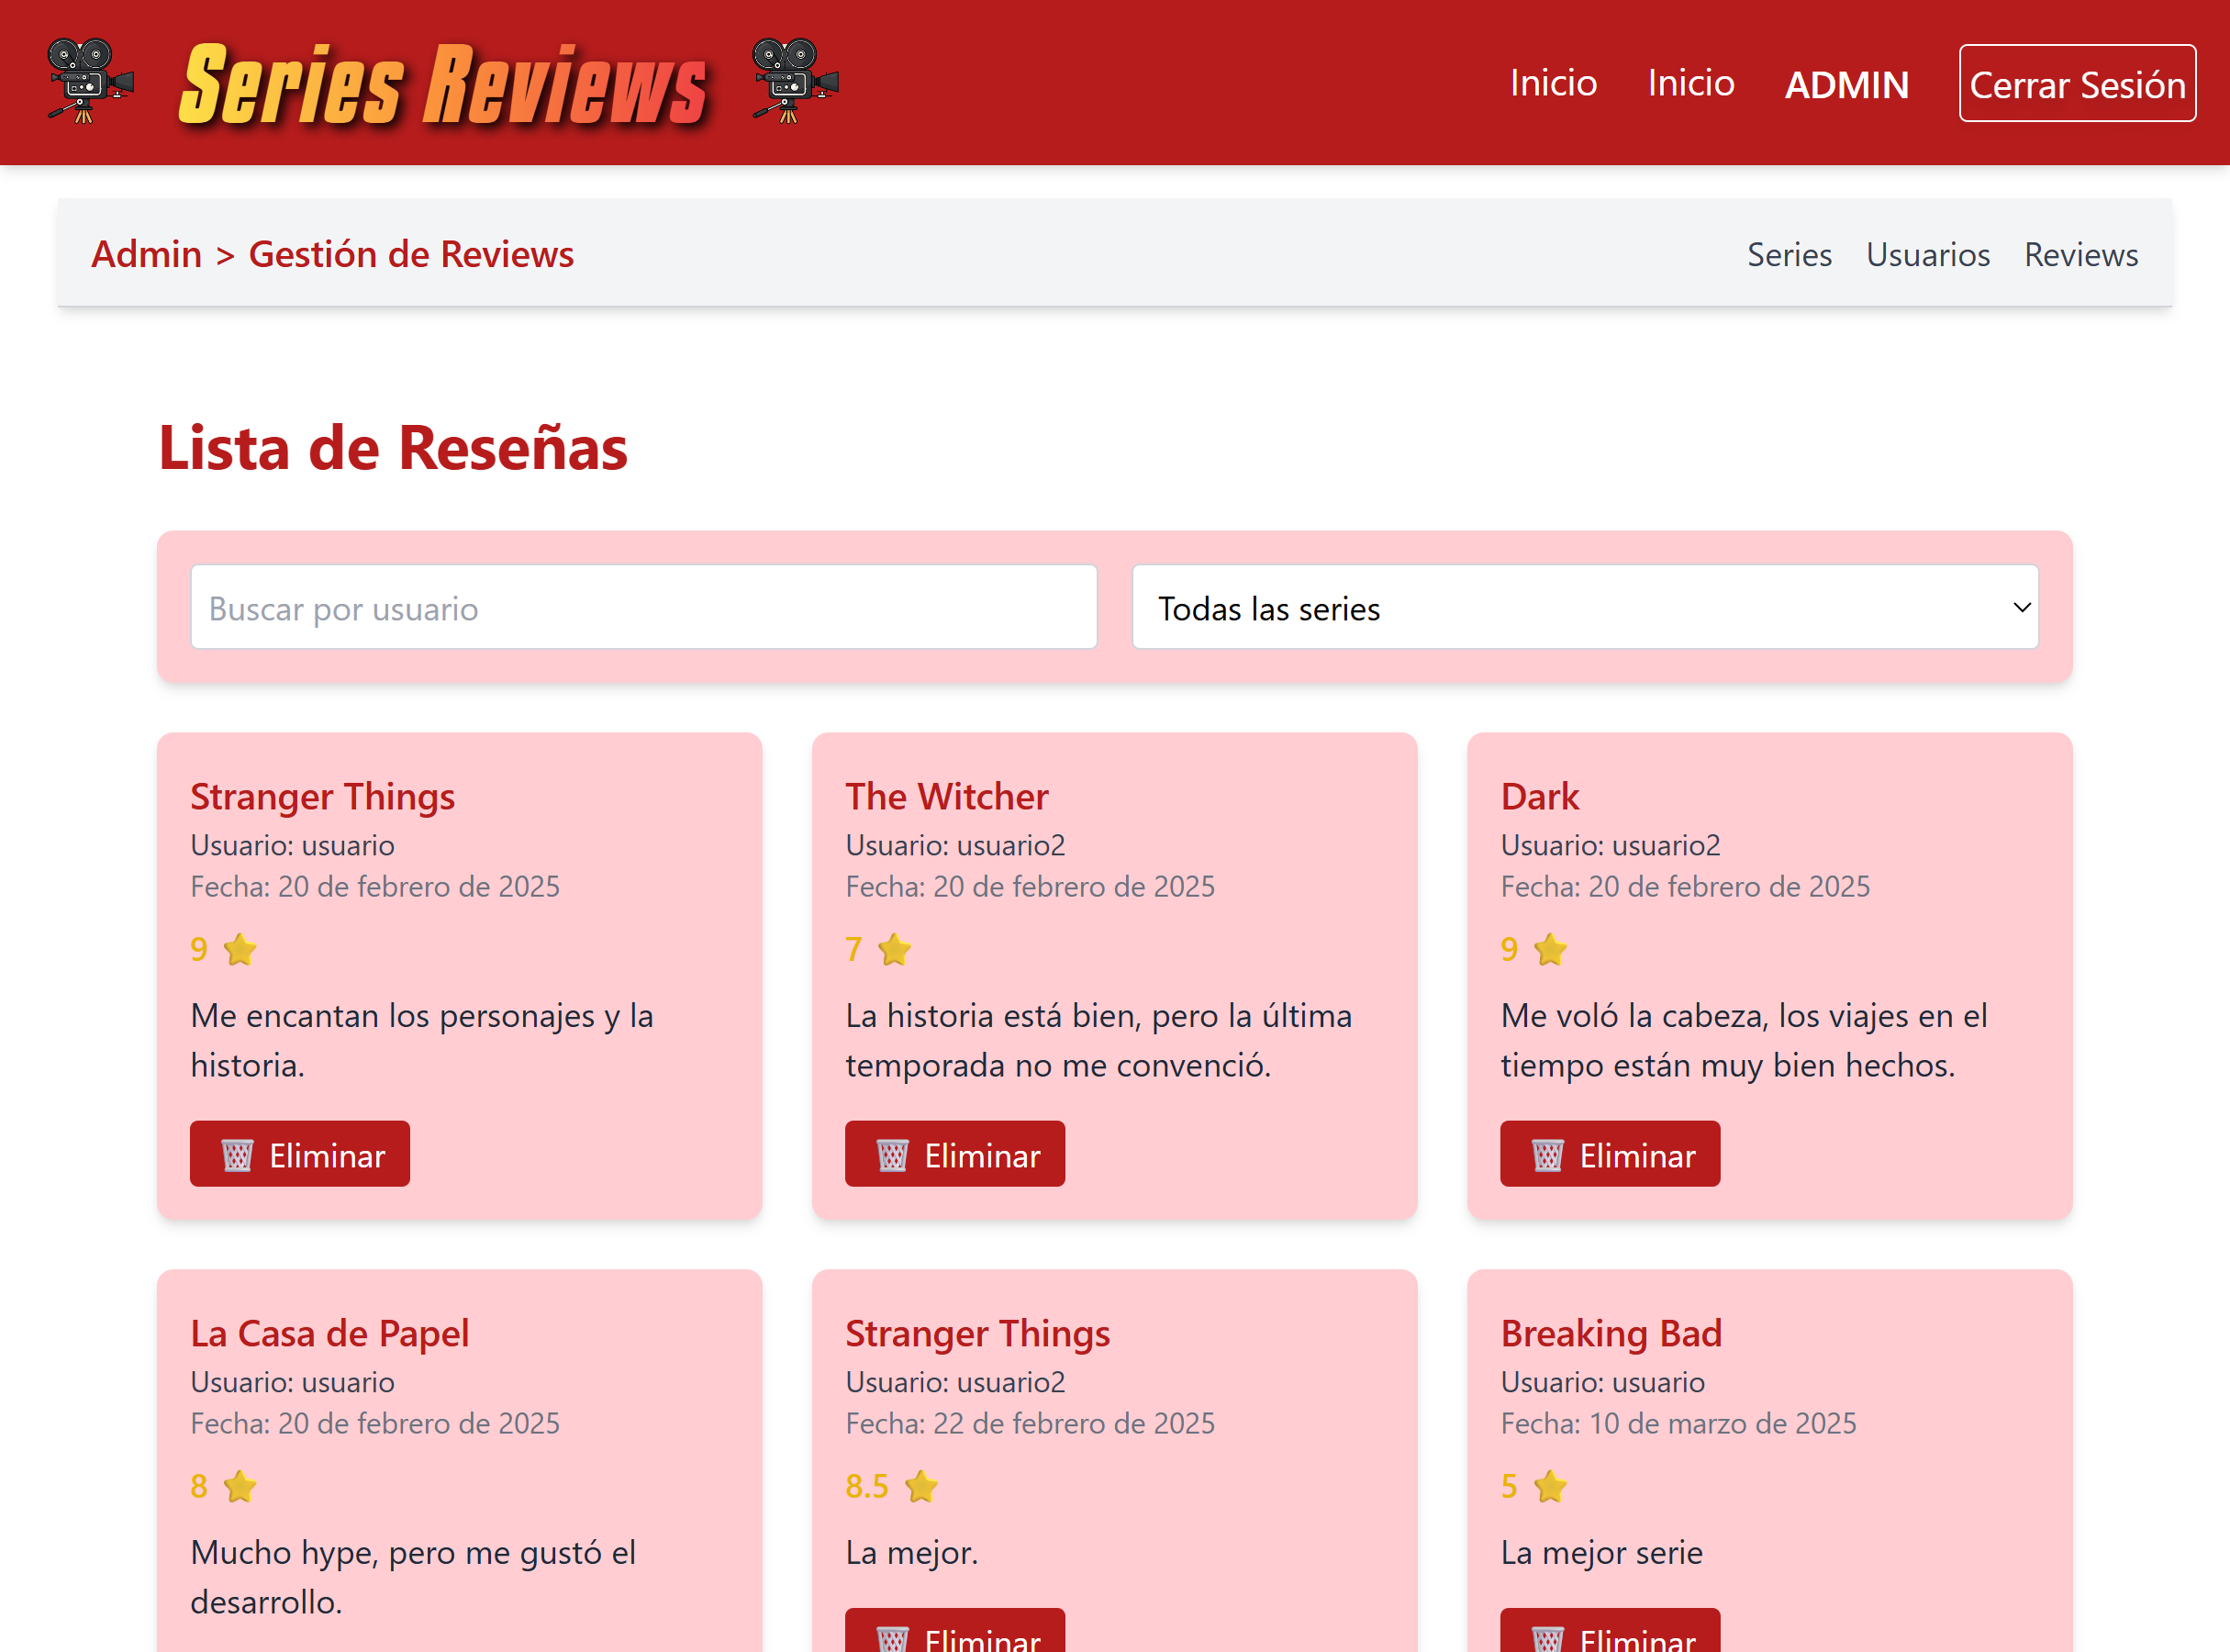 Series Reviews
Inicio Inicio ADMIN Cerrar Sesión
Admin > Gestión de Reviews
Series Usuarios Reviews
Lista de Reseñas
Buscar por usuario
Todas las series
Stranger Things
Usuario: usuario
Fecha: 20 de febrero de 2025
9
Me encantan los personajes y la
historia.
Eliminar
The Witcher
Usuario: usuario2
Fecha: 20 de febrero de 2025
7
La historia está bien, pero la última
temporada no me convenció.
Eliminar
Dark
Usuario: usuario2
Fecha: 20 de febrero de 2025
9
Me voló la cabeza, los viajes en el
tiempo están muy bien hechos.
Eliminar
La Casa de Papel
Usuario: usuario
Fecha: 20 de febrero de 2025
8
Mucho hype, pero me gustó el
desarrollo.
Stranger Things
Usuario: usuario2
Fecha: 22 de febrero de 2025
8.5
La mejor.
Eliminar
Breaking Bad
Usuario: usuario
Fecha: 10 de marzo de 2025
5
La mejor serie
Eliminar